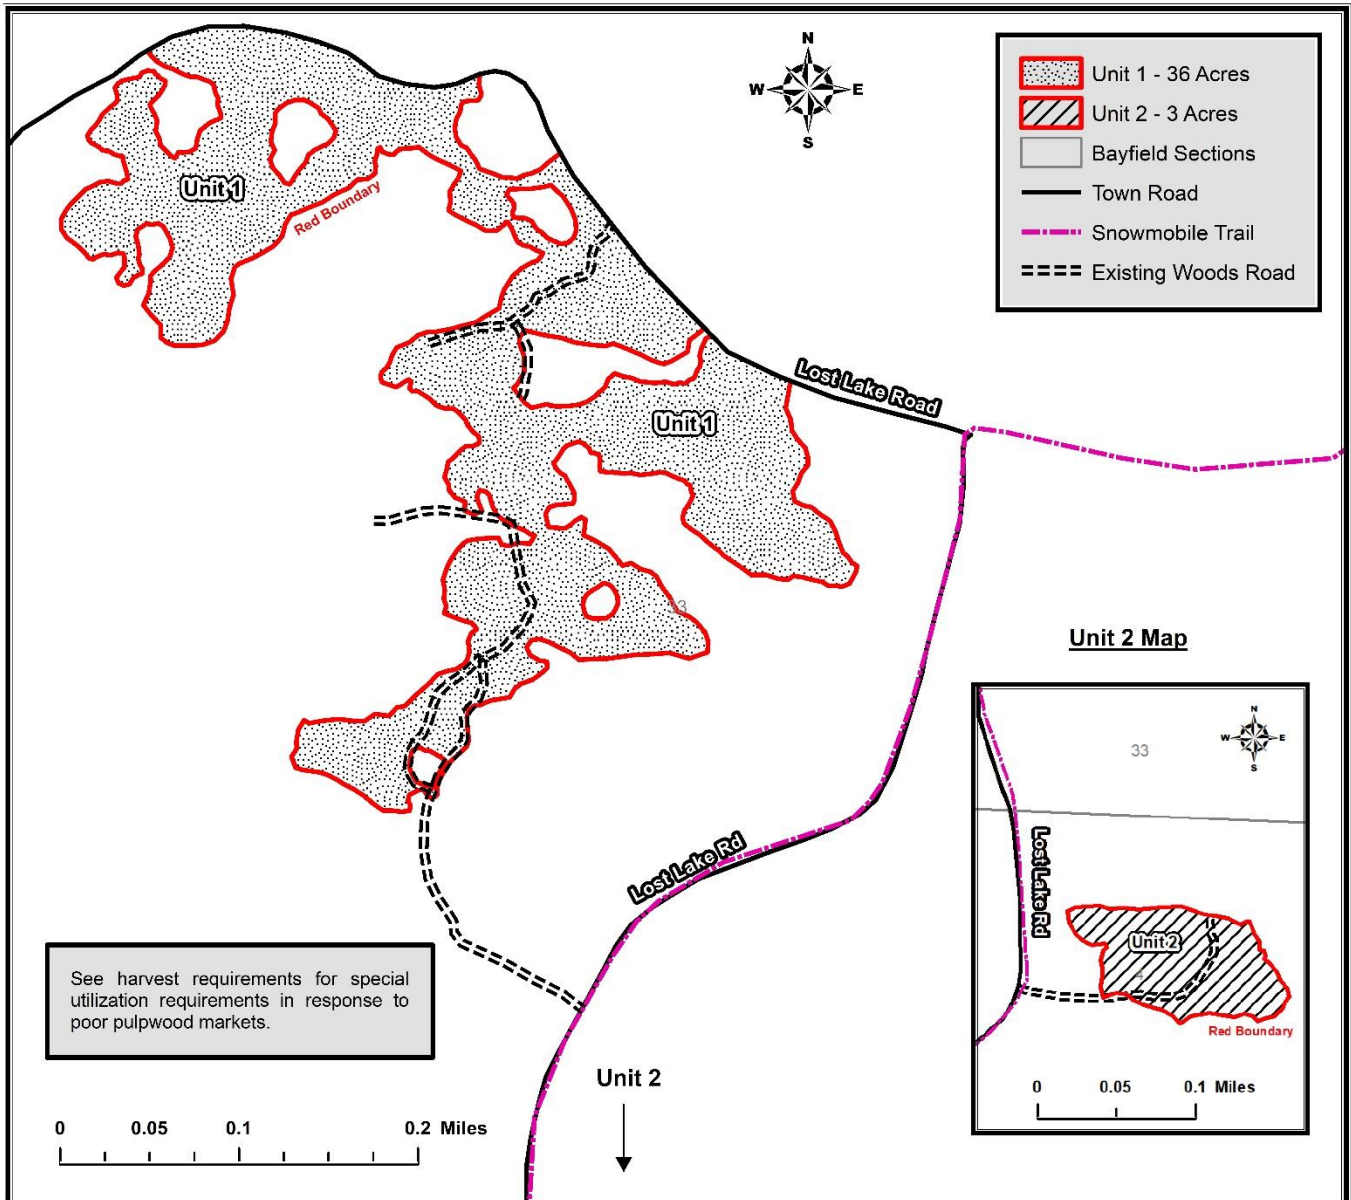 N
W E
S
Unit 1 - 36 Acres
Unit 2 - 3 Acres
Bayfield Sections
Town Road
Snowmobile Trail
Existing Woods Road
Unit 1
Red Boundary
Lost Lake Road
Unit 1
33
Unit 2 Map
N
W E
S
33
Lost Lake Rd
Unit 2
4
Red Boundary
0 0.05 0.1 Miles
Lost Lake Rd
See harvest requirements for special
utilization requirements in response to
poor pulpwood markets.
Unit 2
0 0.05 0.1 0.2 Miles